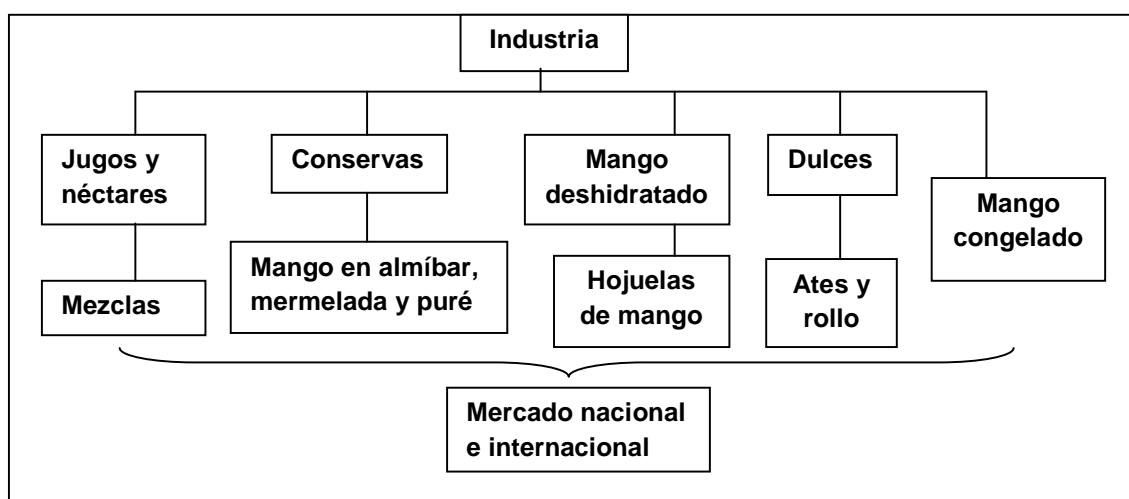 Industria
Jugos y
néctares
Conservas
Mango
deshidratado
Dulces
Mango
congelado
Mezclas
Mango en almíbar,
mermelada y puré
Hojuelas
de mango
Ates y
rollo
Mercado nacional
e internacional